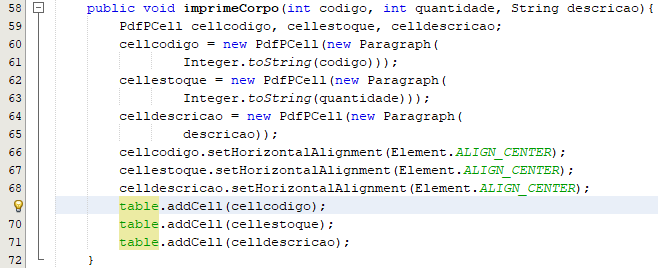 58 public void imprimeCorpo(int codigo, int quantidade, String descricao){
59 PdfPCell cellcodigo, cellestoque, celldescricao;
60 cellcodigo = new PdfPCell(new Paragraph(
61 Integer.toString(codigo)));
62 cellestoque = new PdfPCell(new Paragraph(
63 Integer.toString(quantidade)));
64 celldescricao = new PdfPCell(new Paragraph(
65 descricao));
66 cellcodigo.setHorizontalAlignment(Element.ALIGN_CENTER);
67 cellestoque.setHorizontalAlignment(Element.ALIGN_CENTER);
68 celldescricao.setHorizontalAlignment(Element.ALIGN_CENTER);
table.addCell(cellcodigo);
70 table.addCell(cellestoque);
71 table.addCell(celldescricao);
72 }